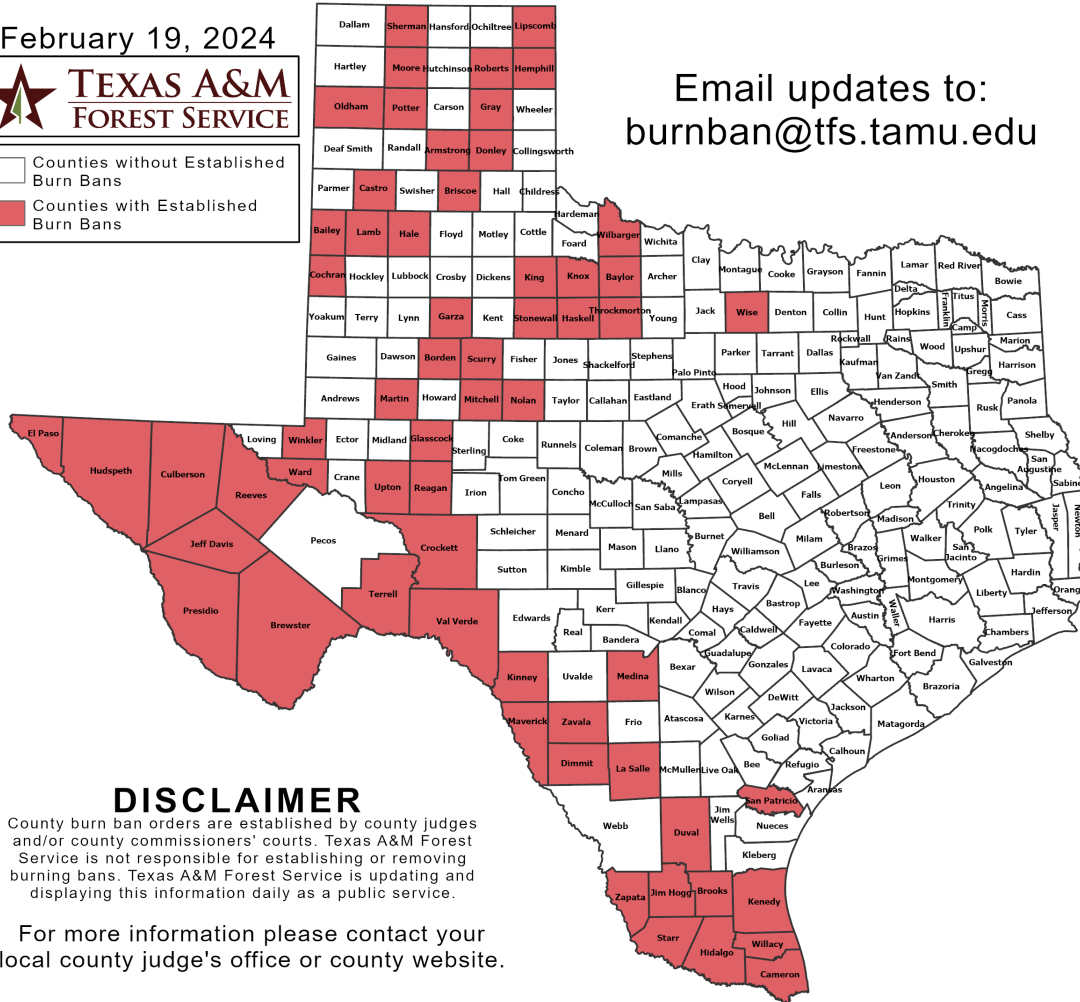 February 19, 2024
TEXAS A&M
FOREST SERVICE
Counties without Established
Burn Bans
Counties with Established
Burn Bans
Email updates to:
burnban@tfs.tamu.edu
Dallam Sherman Hansford Ochiltree Lipscomb
Hartley Moore Hutchinson Roberts Hemphill
Oldham Potter Carson Gray Wheeler
Deaf Smith Randall Armstrong Donley Collingsworth
Parmer Castro Swisher Briscoe Hall Childress
Hardeman
Bailey Lamb Hale Floyd Motley Cottle Foard Wilbarger Wichita
Clay Montague Cooke Grayson Fannin Lamar Red River Bowie
Cochran Hockley Lubbock Crosby Dickens King Knox Baylor Archer
Delta Franklin Titus Morris Cass
Yoakum Terry Lynn Garza Kent Stonewall Haskell Throckmorton Young Jack Wise Denton Collin Hunt Hopkins Camp
Rockwall Rains Wood Upshur Marion
Gaines Dawson Borden Scurry Fisher Jones Shackelford Stephens Palo Pinto Parker Tarrant Dallas Kaufman Van Zandt Gregg Harrison
Andrews Martin Howard Mitchell Nolan Taylor Callahan Eastland Erath Hood Somervell Johnson Ellis Henderson Smith Rusk Panola
El Paso Hudspeth Culberson Reeves Loving Winkler Ector Midland Glasscock Sterling Coke Runnels Coleman Brown Comanche Hamilton Bosque Hill Navarro Freestone Anderson Cherokee Nacogdoches Shelby
Ward Crane Upton Reagan Irion Tom Green Concho McCulloch San Saba Mills Lampasas Coryell McLennan Limestone Falls Leon Houston Angelina San
Augustine Sabine
Jeff Davis Pecos Crockett Schleicher Menard Mason Llano Burnet Bell Williamson Milam Robertson Brazos Madison Grimes Walker Trinity San
Jacinto Polk Tyler Jasper Newton
Presidio Brewster Terrell Val Verde Sutton Kimble Gillespie Blanco Travis Lee Burleson Washington Montgomery Liberty Hardin Orang
Edwards Real Kerr Bandera Kendall Comal Hays Caldwell Bastrop Fayette Austin Waller Harris Chambers Jefferson
Kinney Uvalde Medina Bexar Guadalupe Gonzales Lavaca Colorado Fort Bend Galveston
Maverick Zavala Frio Atascosa Wilson Karnes DeWitt Victoria Jackson Wharton Matagorda Brazoria
Dimmit La Salle McMullen Live Oak Bee Goliad Refugio Calhoun Aransas
Webb Duval Jim
Wells San Patricio Nueces
Kleberg
Zapata Jim Hogg Brooks Kenedy
Starr Hidalgo Willacy
Cameron
DISCLAIMER
County burn ban orders are established by county judges
and/or county commissioners' courts. Texas A&M Forest
Service is not responsible for establishing or removing
burning bans. Texas A&M Forest Service is updating and
displaying this information daily as a public service.
For more information please contact your
local county judge's office or county website.